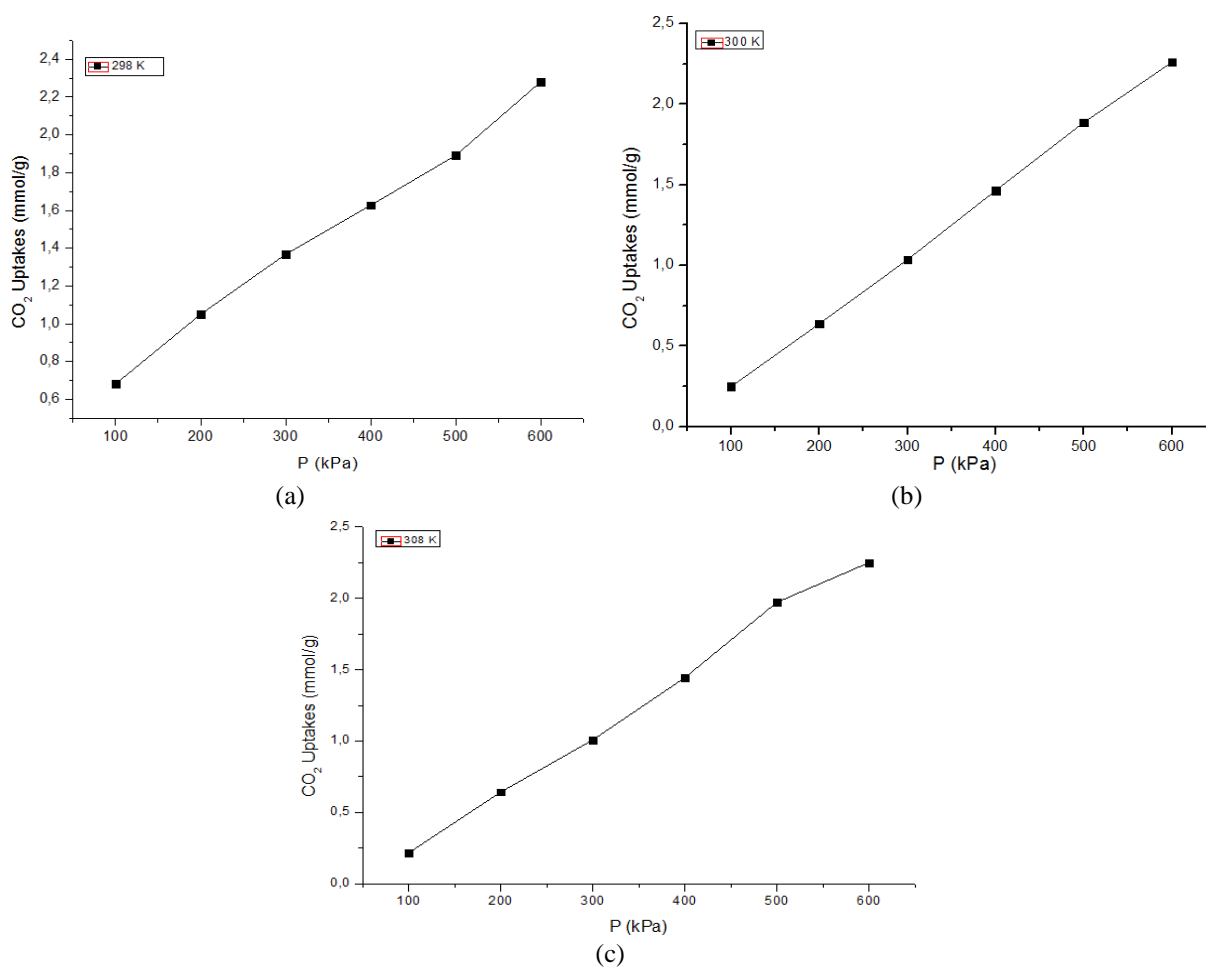 298 K
2,4
2,2
2,0
1,8
1,6
1,4
1,2
1,0
0,8
0,6
CO2 Uptakes (mmol/g)
100 200 300 400 500 600
P (kPa)
(a)
300 K
2,5
2,0
1,5
1,0
0,5
0,0
CO2 Uptakes (mmol/g)
100 200 300 400 500 600
P (kPa)
(b)
308 K
2,5
2,0
1,5
1,0
0,5
0,0
CO2 Uptakes (mmol/g)
100 200 300 400 500 600
P (kPa)
(c)